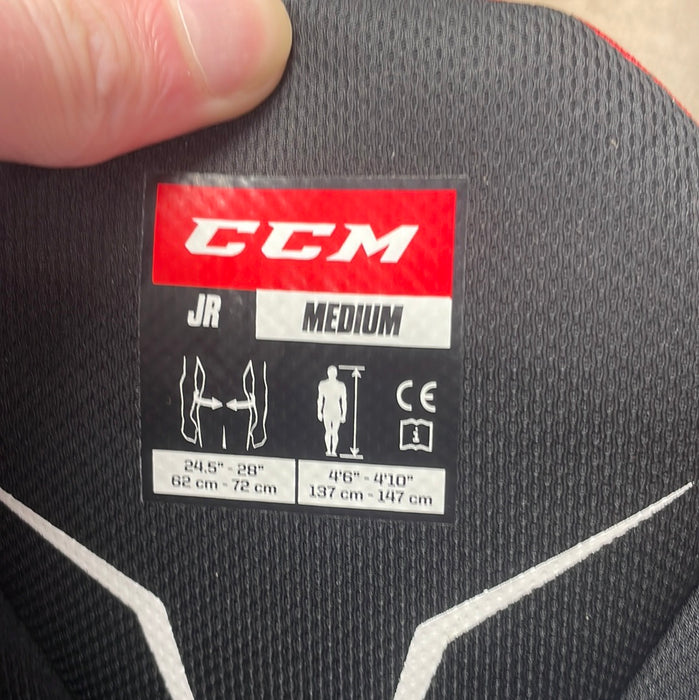 CCM
JR MEDIUM
CE
i
24.5" - 28"
62 cm - 72 cm
4'6" - 4'10"
137 cm - 147 cm